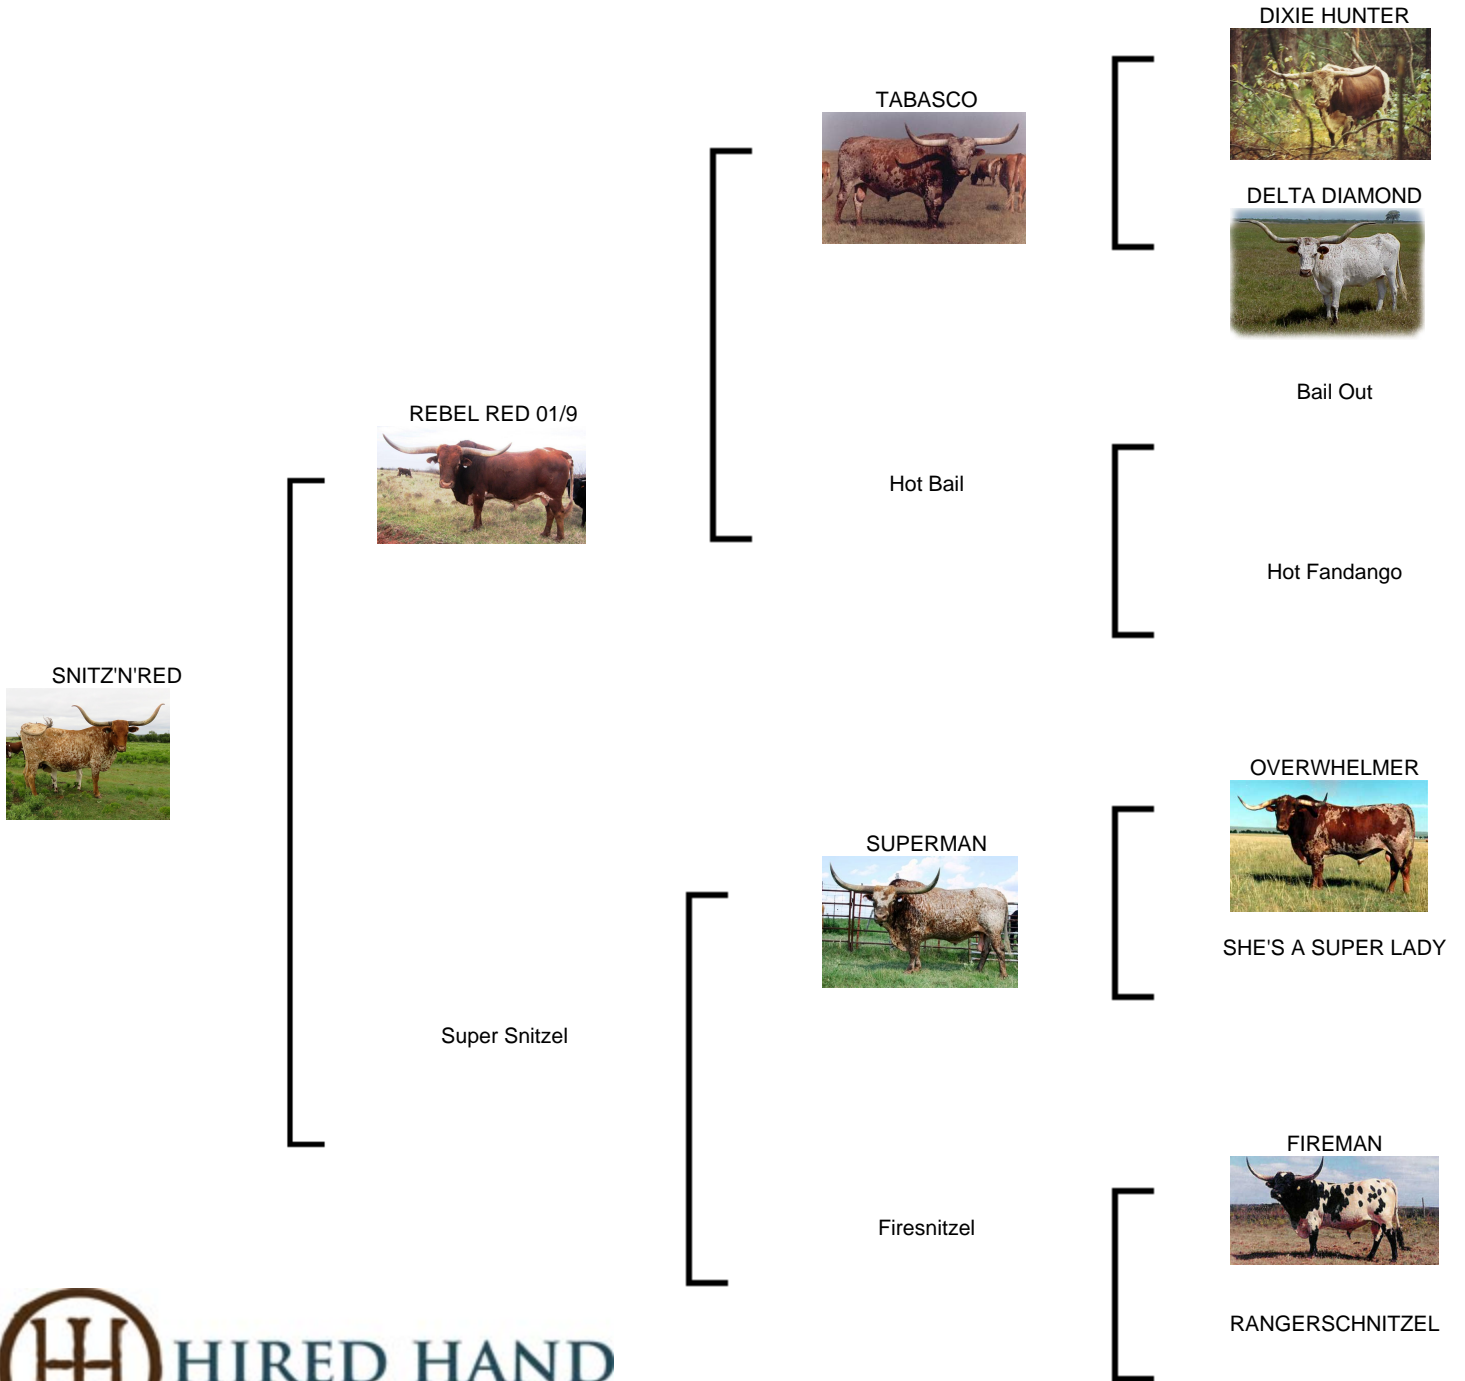 DIXIE HUNTER
TABASCO
DELTA DIAMOND
Bail Out
REBEL RED 01/9
Hot Bail
Hot Fandango
SNITZ'N'RED
OVERWHELMER
SUPERMAN
SHE'S A SUPER LADY
Super Snitzel
FIREMAN
Firesnitzel
RANGERSCHNITZEL
HIRED HAND